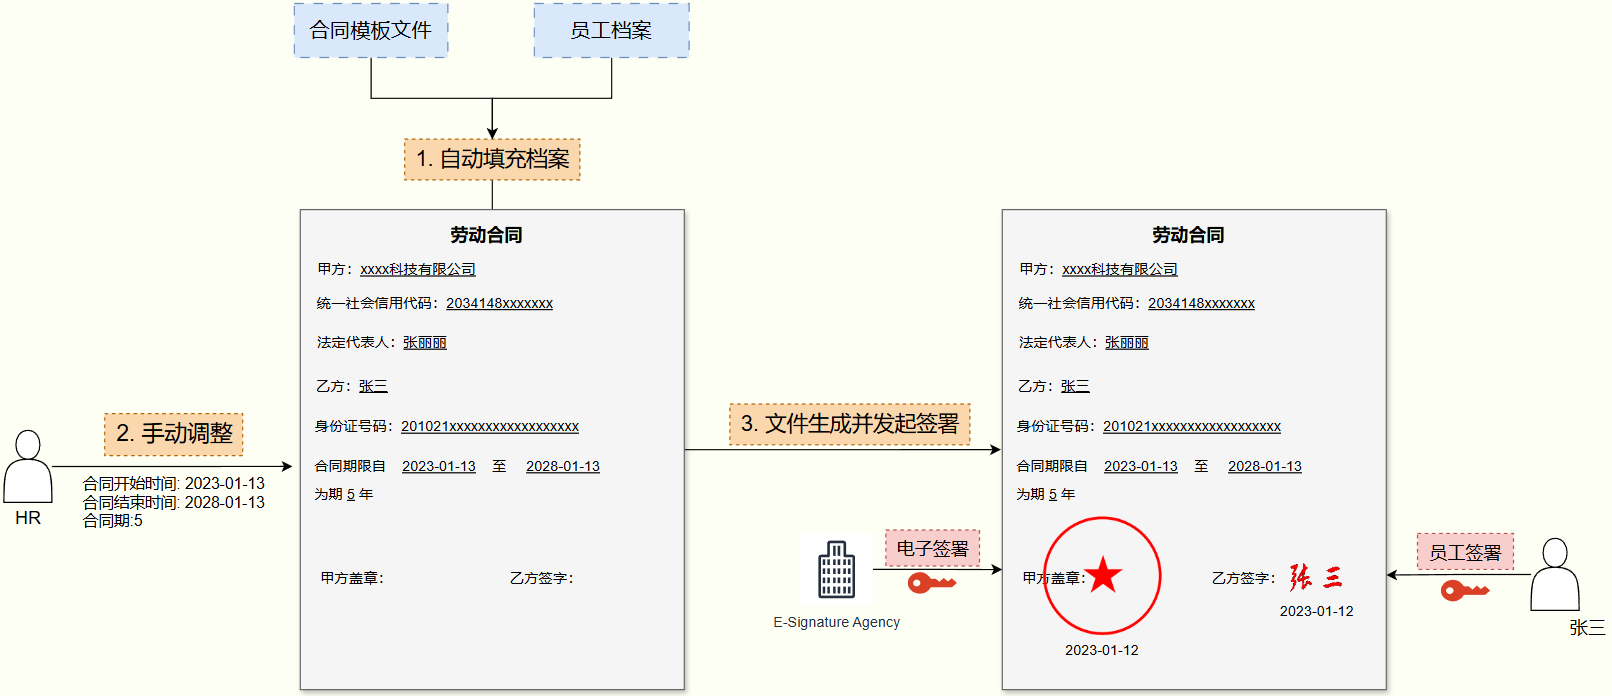 合同模板文件
员工档案
1. 自动填充档案
劳动合同
甲方：xxxx科技有限公司
统一社会信用代码：2034148xxxxxxx
法定代表人：张丽丽
乙方：张三
身份证号码：201021xxxxxxxxxxxxxxxxxx
合同期限自 2023-01-13 至 2028-01-13
为期 5 年
甲方盖章：
乙方签字：
2. 手动调整
合同开始时间: 2023-01-13
合同结束时间: 2028-01-13
合同期:5
HR
3. 文件生成并发起签署
劳动合同
甲方：xxxx科技有限公司
统一社会信用代码：2034148xxxxxxx
法定代表人：张丽丽
乙方：张三
身份证号码：201021xxxxxxxxxxxxxxxxxx
合同期限自 2023-01-13 至 2028-01-13
为期 5 年
甲方盖章：
2023-01-12
乙方签字：张三
2023-01-12
电子签署
E-Signature Agency
员工签署
张三